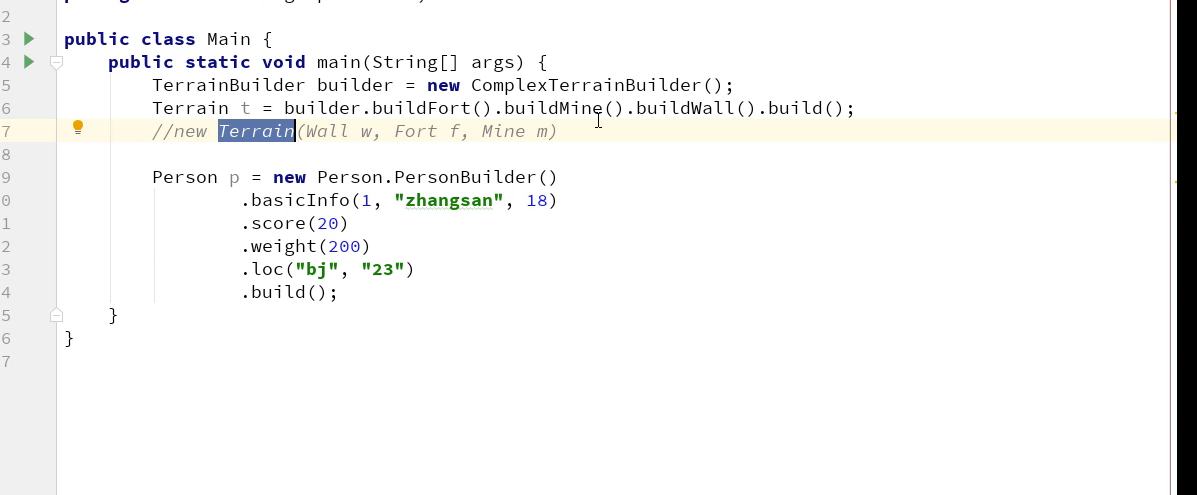 2
3 public class Main {
4 public static void main(String[] args) {
5 TerrainBuilder builder = new ComplexTerrainBuilder();
6 Terrain t = builder.buildFort().buildMine().buildWall().build();
7 //new Terrain(Wall w, Fort f, Mine m)
8
9 Person p = new Person.PersonBuilder()
0 .basicInfo(1, "zhangsan", 18)
1 .score(20)
2 .weight(200)
3 .loc("bj", "23")
4 .build();
5 }
6 }
7